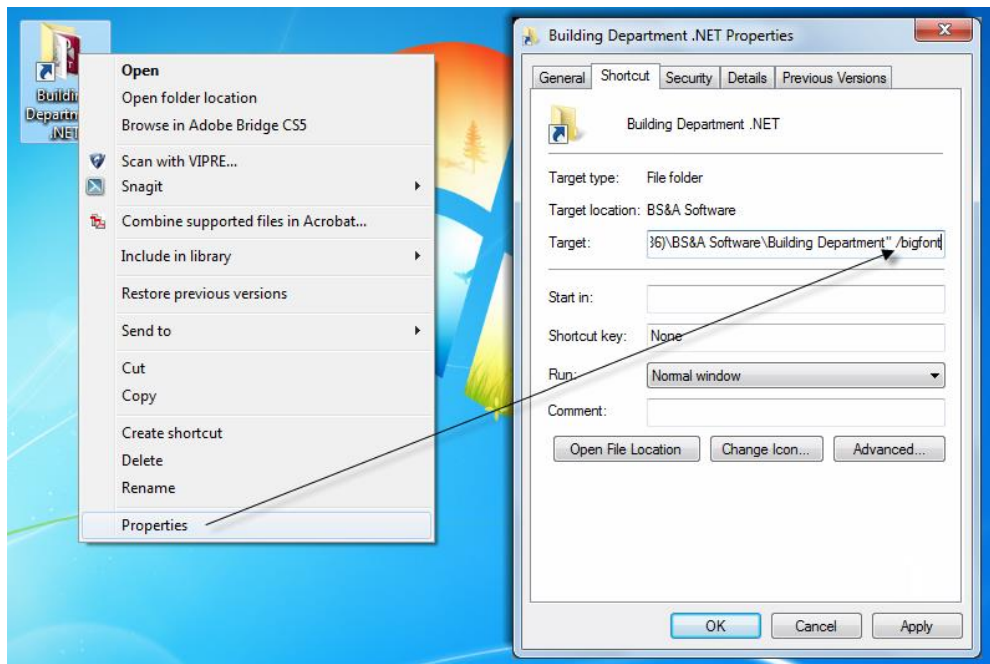 Buildin
Departn
.NET
Open
Open folder location
Browse in Adobe Bridge CS5
Scan with VIPRE...
Snagit
Combine supported files in Acrobat...
Include in library
Restore previous versions
Send to
Cut
Copy
Create shortcut
Delete
Rename
Properties
Building Department .NET Properties
General Shortcut Security Details Previous Versions
Building Department .NET
Target type: File folder
Target location: BS&A Software
Target: 36)\BS&A Software\Building Department" /bigfont
Start in:
Shortcut key: None
Run: Normal window
Comment:
Open File Location Change Icon... Advanced...
OK Cancel Apply